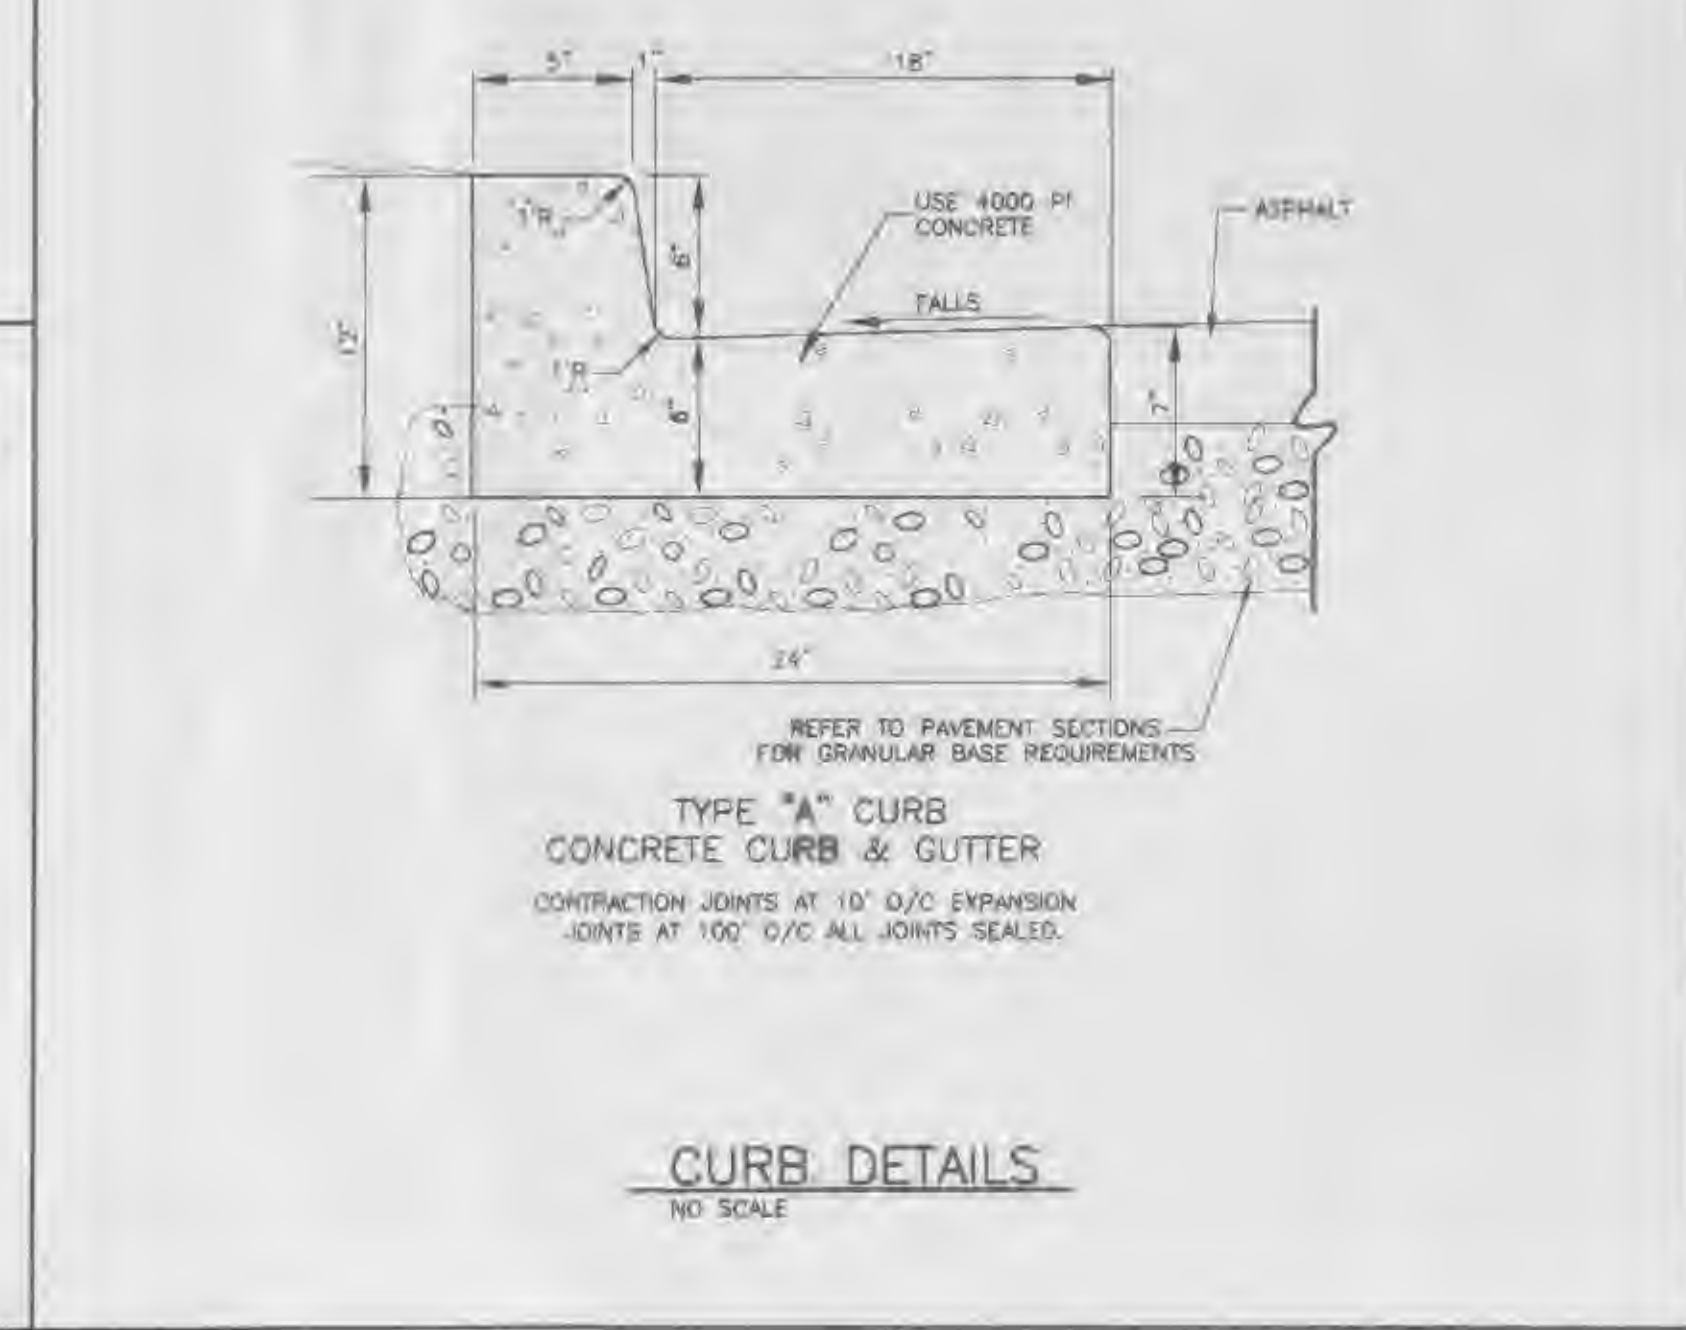 5"
1"
18"
1"R
6"
USE 4000 PI
CONCRETE
ASPHALT
12"
FALLS
1"R
6"
7"
24"
REFER TO PAVEMENT SECTIONS
FOR GRANULAR BASE REQUIREMENTS
TYPE "A" CURB
CONCRETE CURB & GUTTER
CONTRACTION JOINTS AT 10' O/C EXPANSION
JOINTS AT 100' O/C ALL JOINTS SEALED.
CURB DETAILS
NO SCALE